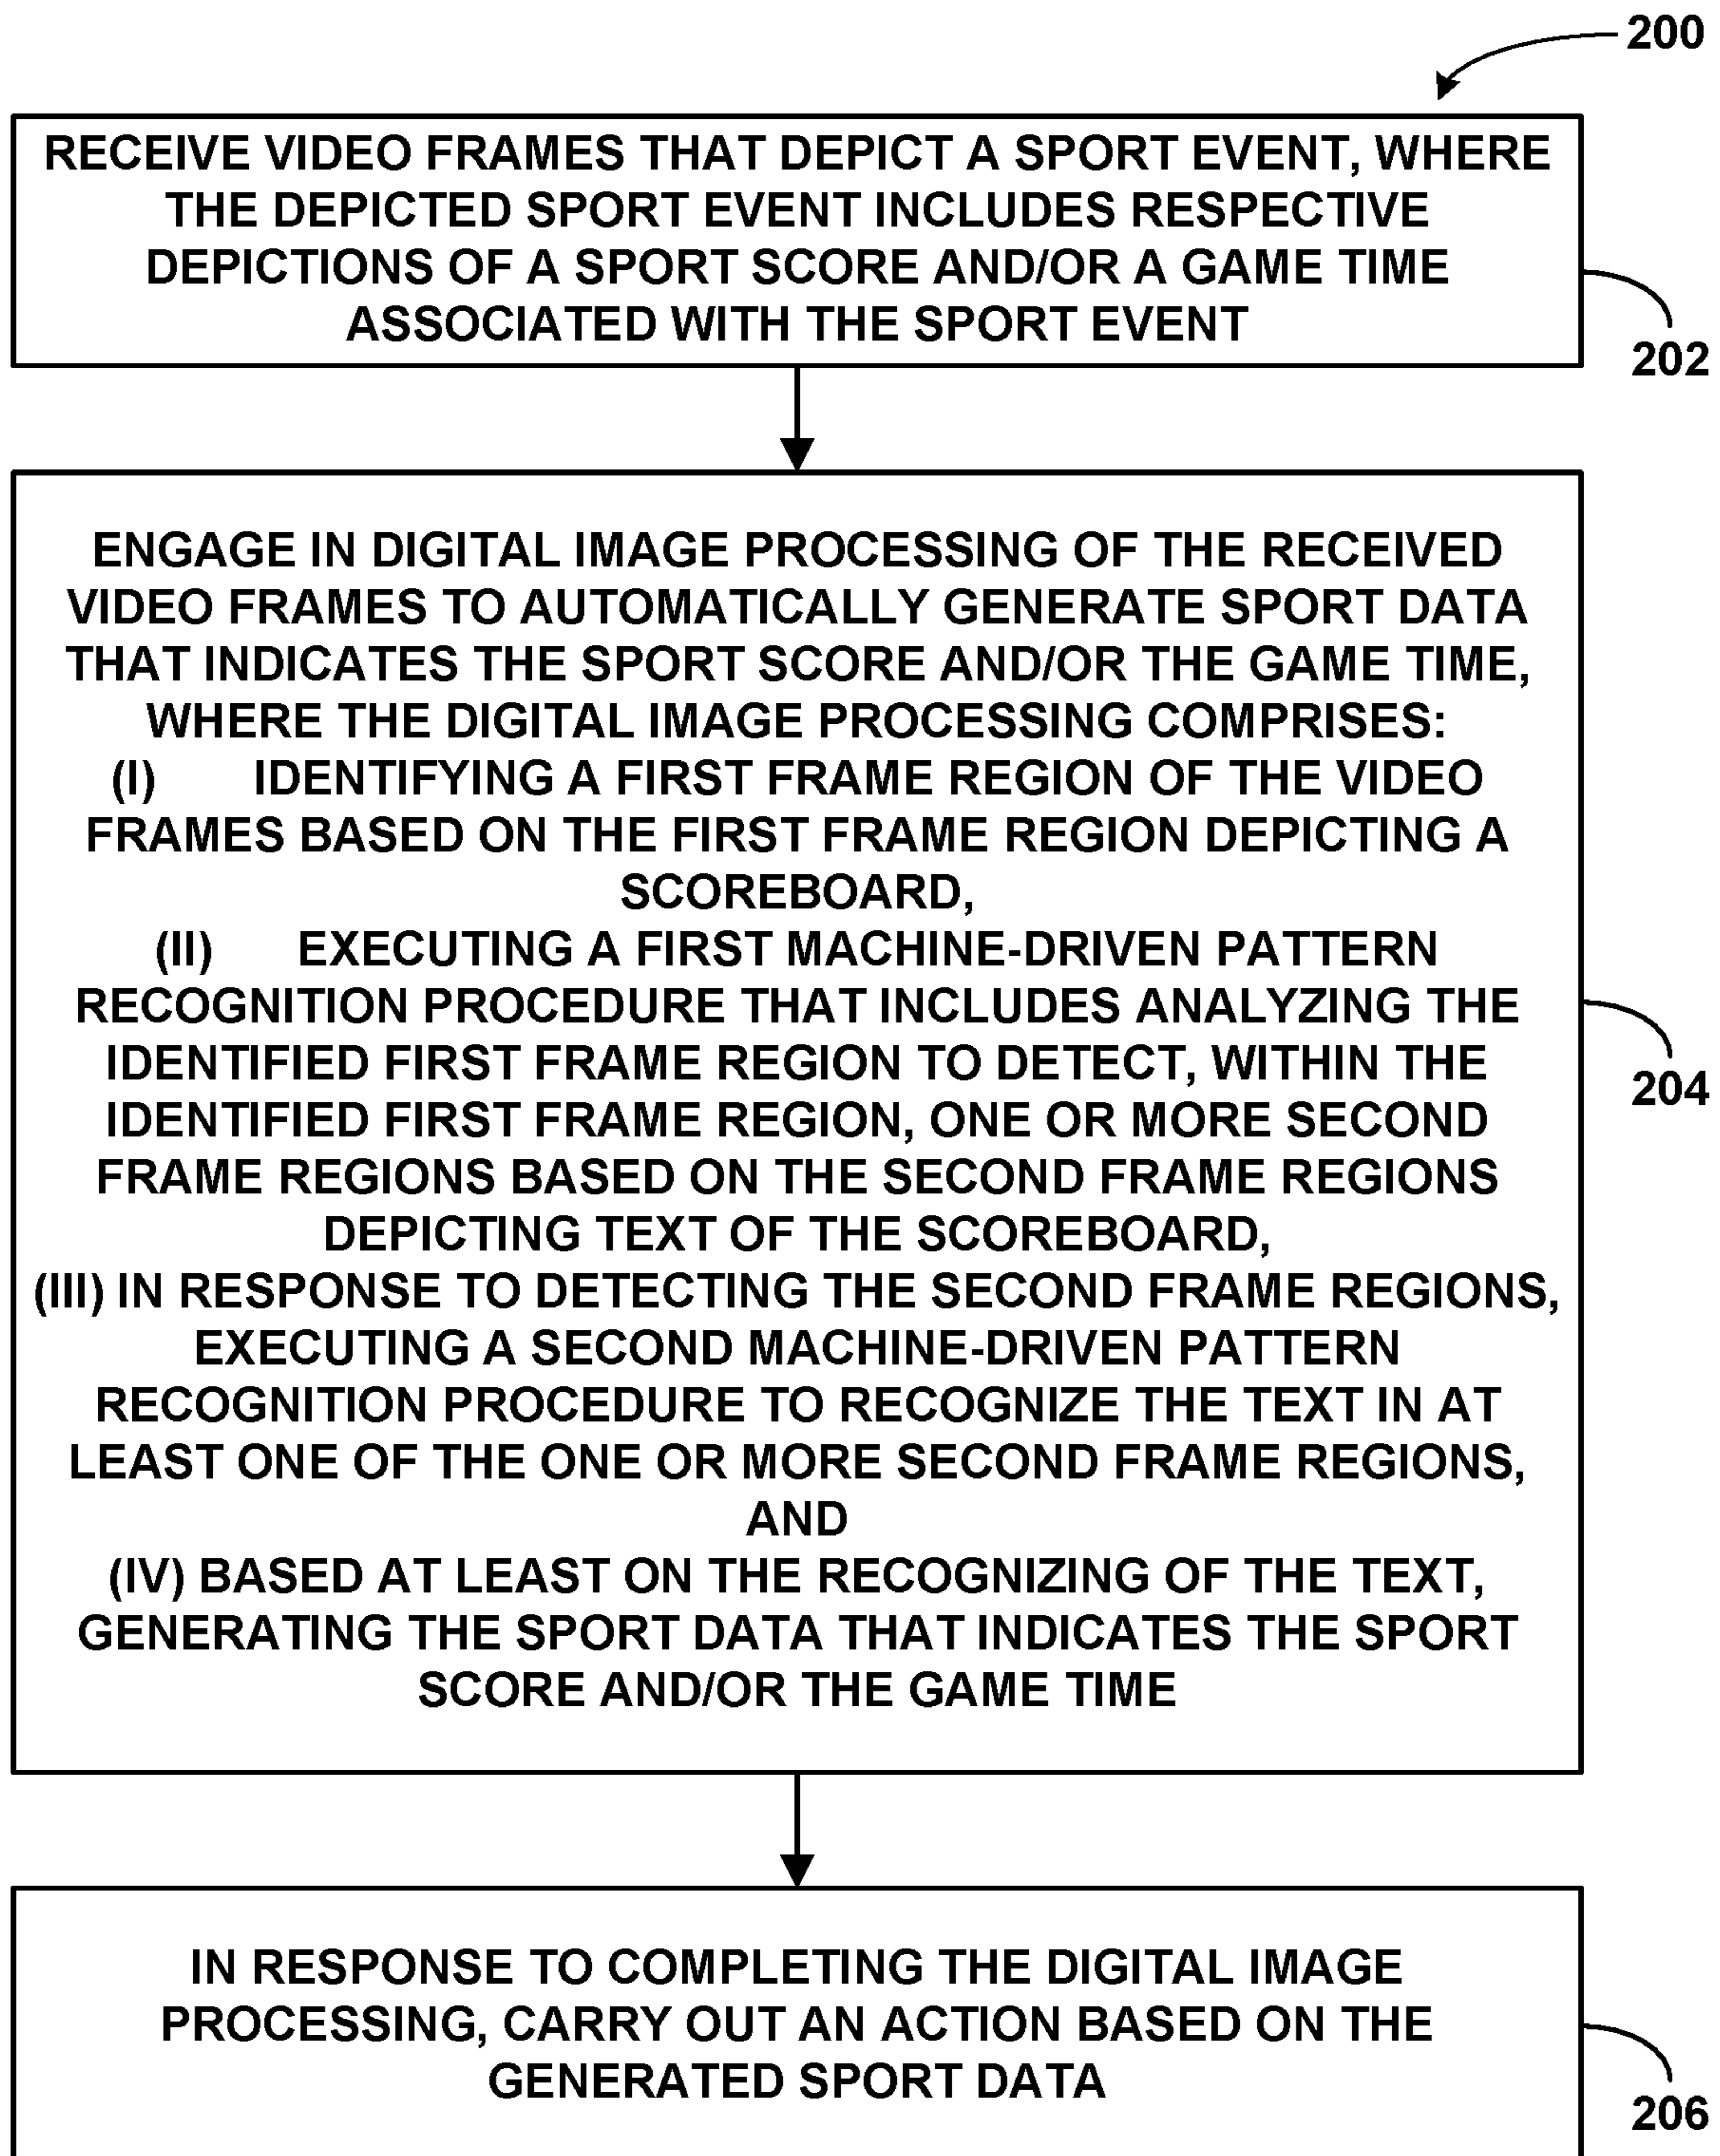 200
RECEIVE VIDEO FRAMES THAT DEPICT A SPORT EVENT, WHERE
THE DEPICTED SPORT EVENT INCLUDES RESPECTIVE
DEPICTIONS OF A SPORT SCORE AND/OR A GAME TIME
ASSOCIATED WITH THE SPORT EVENT
202
ENGAGE IN DIGITAL IMAGE PROCESSING OF THE RECEIVED
VIDEO FRAMES TO AUTOMATICALLY GENERATE SPORT DATA
THAT INDICATES THE SPORT SCORE AND/OR THE GAME TIME,
WHERE THE DIGITAL IMAGE PROCESSING COMPRISES:
(I) IDENTIFYING A FIRST FRAME REGION OF THE VIDEO
FRAMES BASED ON THE FIRST FRAME REGION DEPICTING A
SCOREBOARD,
(II) EXECUTING A FIRST MACHINE-DRIVEN PATTERN
RECOGNITION PROCEDURE THAT INCLUDES ANALYZING THE
IDENTIFIED FIRST FRAME REGION TO DETECT, WITHIN THE
IDENTIFIED FIRST FRAME REGION, ONE OR MORE SECOND
FRAME REGIONS BASED ON THE SECOND FRAME REGIONS
DEPICTING TEXT OF THE SCOREBOARD,
(III) IN RESPONSE TO DETECTING THE SECOND FRAME REGIONS,
EXECUTING A SECOND MACHINE-DRIVEN PATTERN
RECOGNITION PROCEDURE TO RECOGNIZE THE TEXT IN AT
LEAST ONE OF THE ONE OR MORE SECOND FRAME REGIONS,
AND
(IV) BASED AT LEAST ON THE RECOGNIZING OF THE TEXT,
GENERATING THE SPORT DATA THAT INDICATES THE SPORT
SCORE AND/OR THE GAME TIME
204
IN RESPONSE TO COMPLETING THE DIGITAL IMAGE
PROCESSING, CARRY OUT AN ACTION BASED ON THE
GENERATED SPORT DATA
206